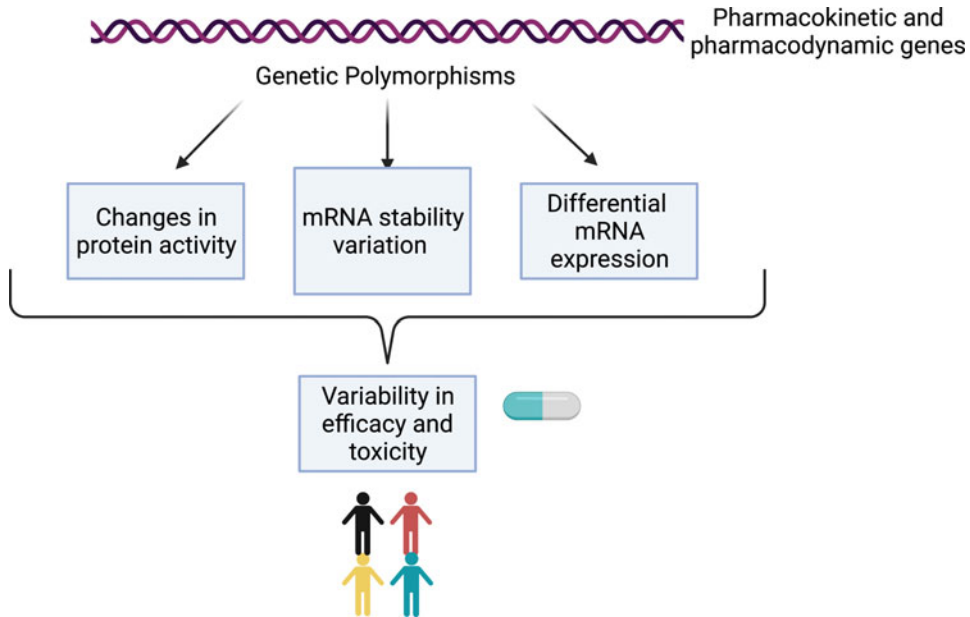 Pharmacokinetic and
pharmacodynamic genes
Genetic Polymorphisms
Changes in
protein activity
mRNA stability
variation
Differential
mRNA
expression
Variability in
efficacy and
toxicity